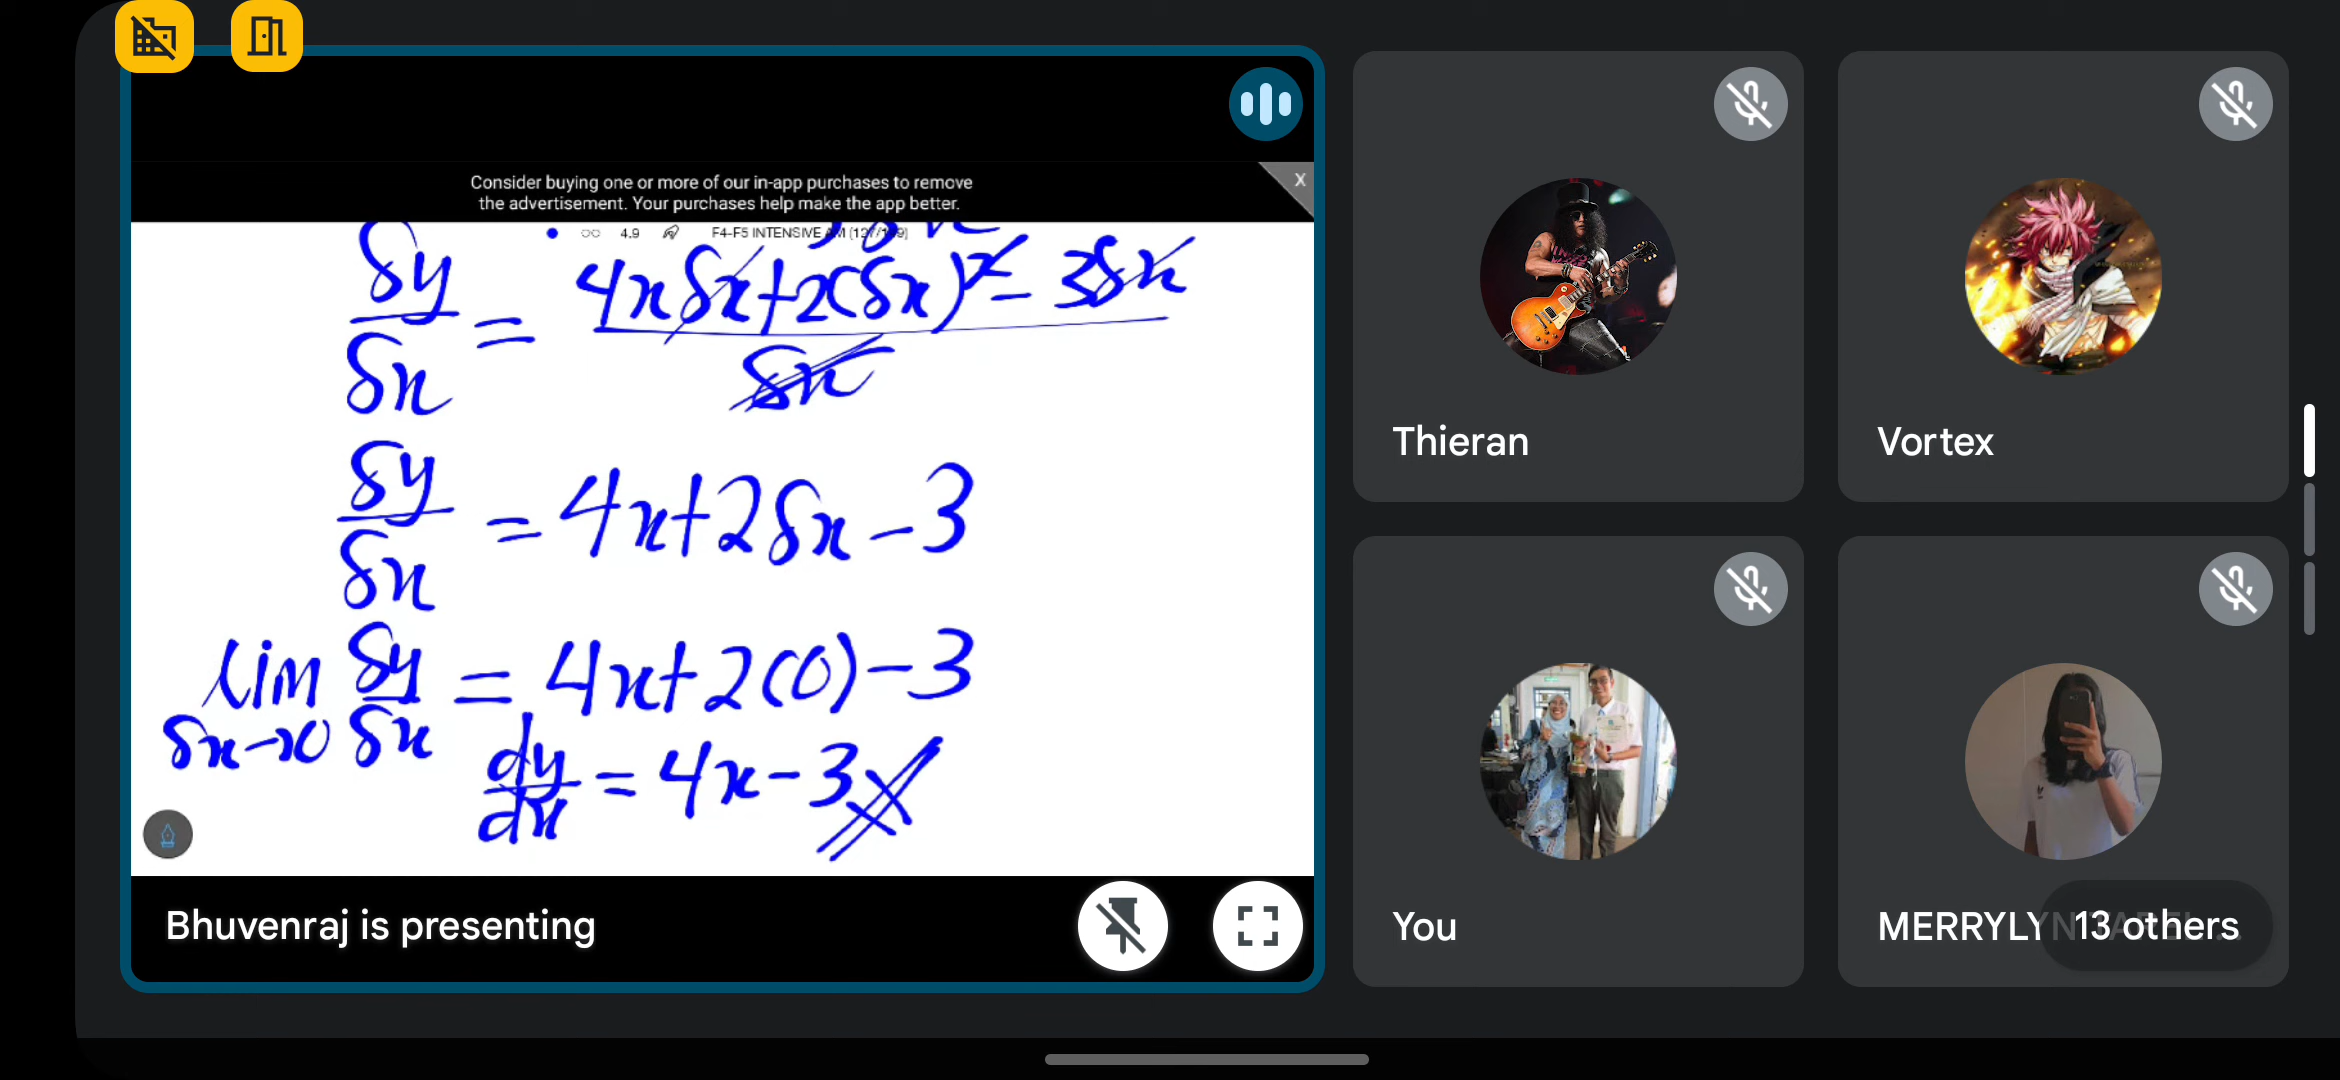 Consider buying one or more of our in-app purchases to remove
the advertisement. Your purchases help make the app better.
X
4.9 F4-F5 INTENSIVE
δy/δx = 4xδx+2(δx)²-3δx/δx
δy/δx = 4x+2δx-3
lim δx→0 δy/δx = 4x+2(0)-3
dy/dx = 4x-3
Bhuvenraj is presenting
Thieran
Vortex
You
MERRYLYN
13 others